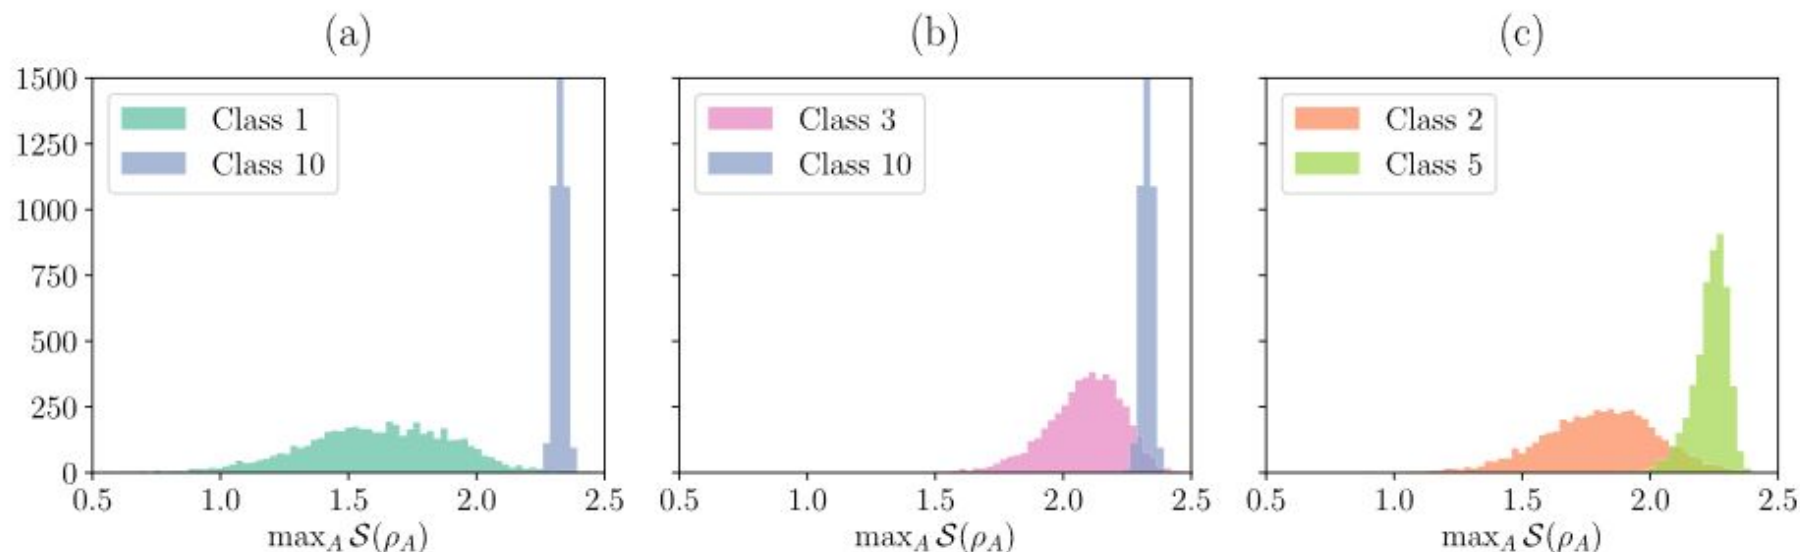 (a)
(b)
(c)
1500
1250
1000
750
500
250
0
Class 1
Class 10
Class 3
Class 10
Class 2
Class 5
0.5 1.0 1.5 2.0 2.5
0.5 1.0 1.5 2.0 2.5
0.5 1.0 1.5 2.0 2.5
max_A 𝒮(ρ_A)
max_A 𝒮(ρ_A)
max_A 𝒮(ρ_A)